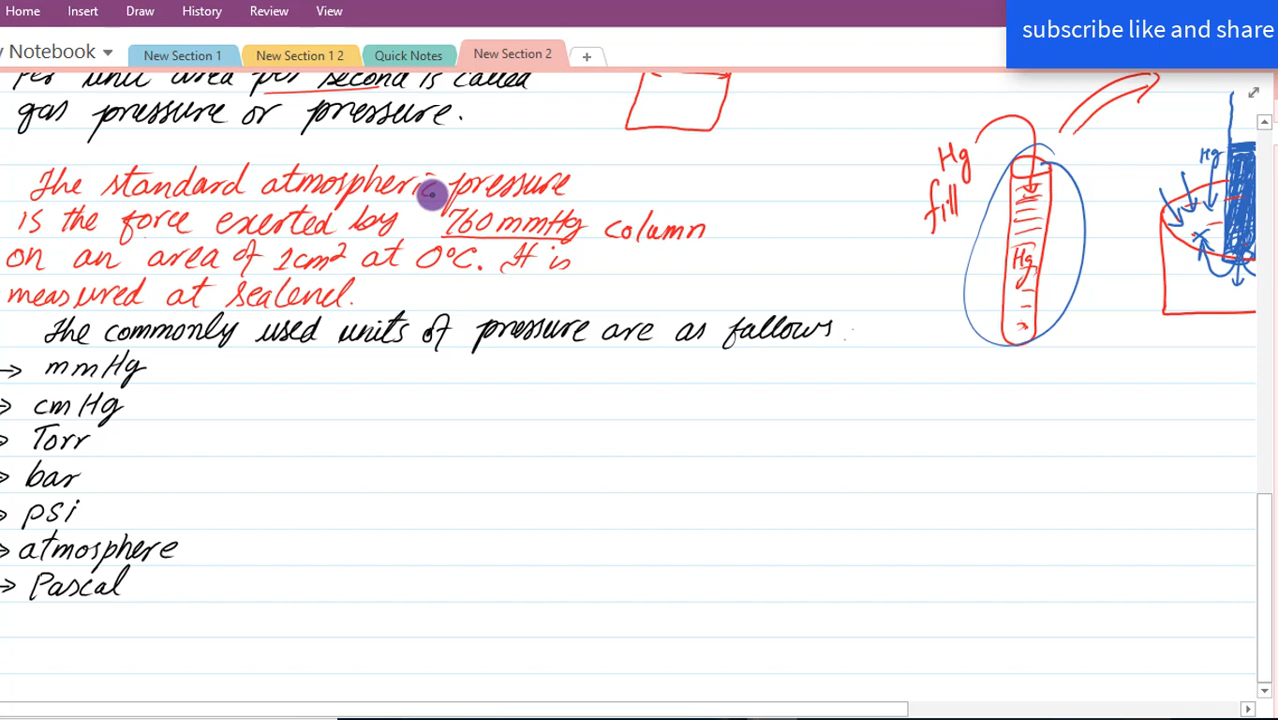 Home Insert Draw History Review View
subscribe like and share
y Notebook New Section 1 New Section 1 2 Quick Notes New Section 2 +
Per unit area per second is called
gas pressure or pressure.
The standard atmospheric pressure
is the force exerted by 760 mmHg column
on an area of 1cm² at 0°C. It is
measured at sealevel.
The commonly used units of pressure are as follows.
→ mmHg
→ cm Hg
→ Torr
→ bar
→ psi
→ atmosphere
→ Pascal
Hg
fill
Hg
Hg